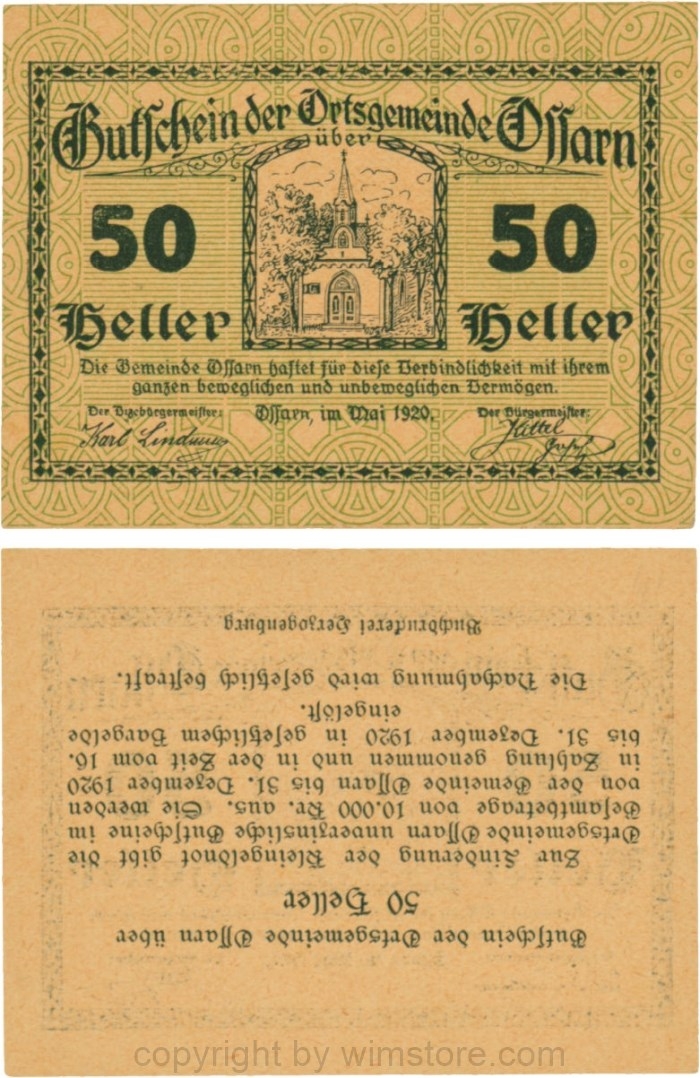 Gutschein der Ortsgemeinde Ossarn
über
50
50
Heller
Heller
Die Gemeinde Ossarn haftet für diese Verbindlichkeit mit ihrem
ganzen beweglichen und unbeweglichen Vermögen.
Der Vizebürgermeister:
Ossarn, im Mai 1920.
Der Bürgermeister:
Karl
Gutschein der Ortsgemeinde Ossarn über
50 Heller
Zur Linderung der Kleingeldnot gibt die
Ortsgemeinde Ossarn unverzinsliche Gutscheine im
Gesamtbetrage von 10.000 Kr. aus. Sie werden
von der Gemeinde Ossarn bis 31. Dezember 1920
in Zahlung genommen und in der Zeit vom 16.
bis 31. Dezember 1920 in gesetzlichem Bargelde
eingelöst.
Die Nachahmung wird gesetzlich bestraft.
Buchdruckerei Herzogenburg
copyright by wimstore.com